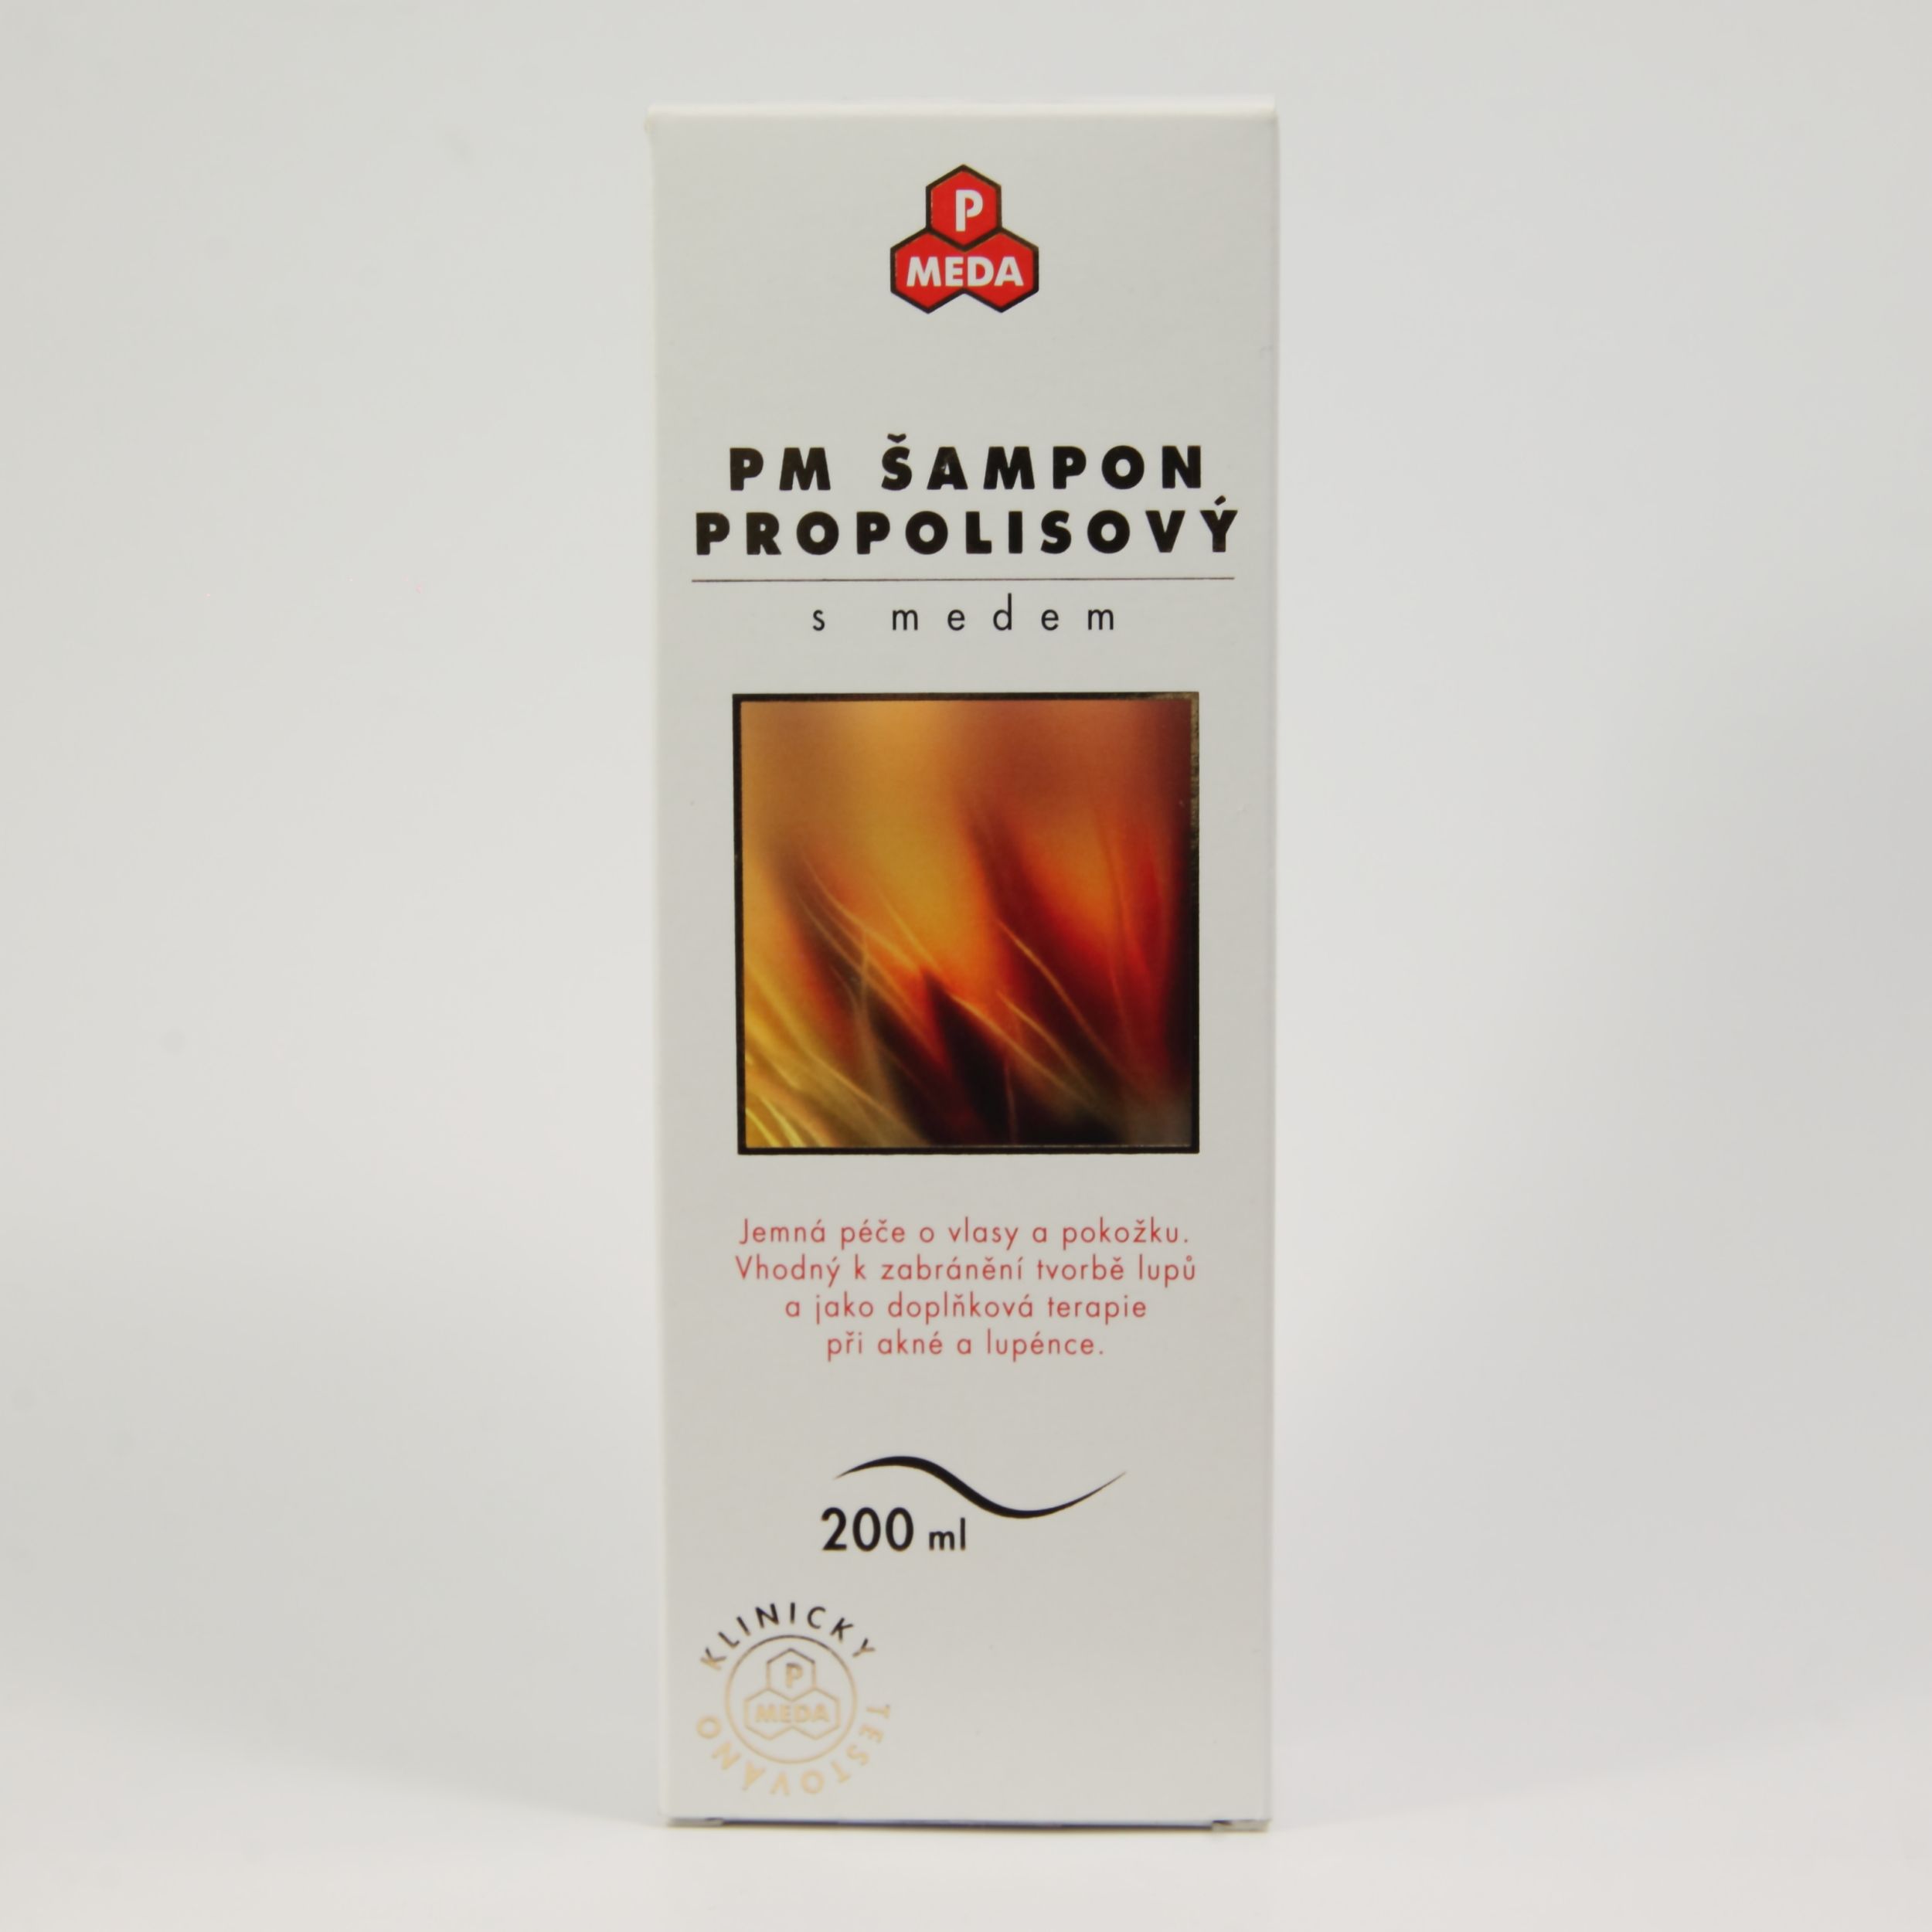 P
MEDA
PM ŠAMPON
PROPOLISOVÝ
s medem
Jemná péče o vlasy a pokožku.
Vhodný k zabránění tvorbě lupů
a jako doplňková terapie
při akné a lupénce.
200 ml
KLINICKY TESTOVÁNO
P
MEDA